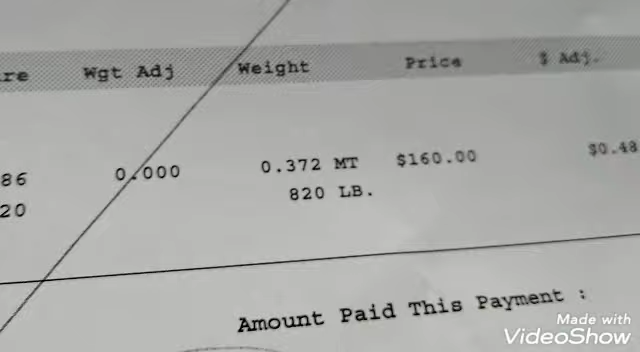 re Wgt Adj Weight Price $ Adj.
86 0.000 0.372 MT $160.00 $0.48
20 820 LB.
Amount Paid This Payment :
Made with
VideoShow